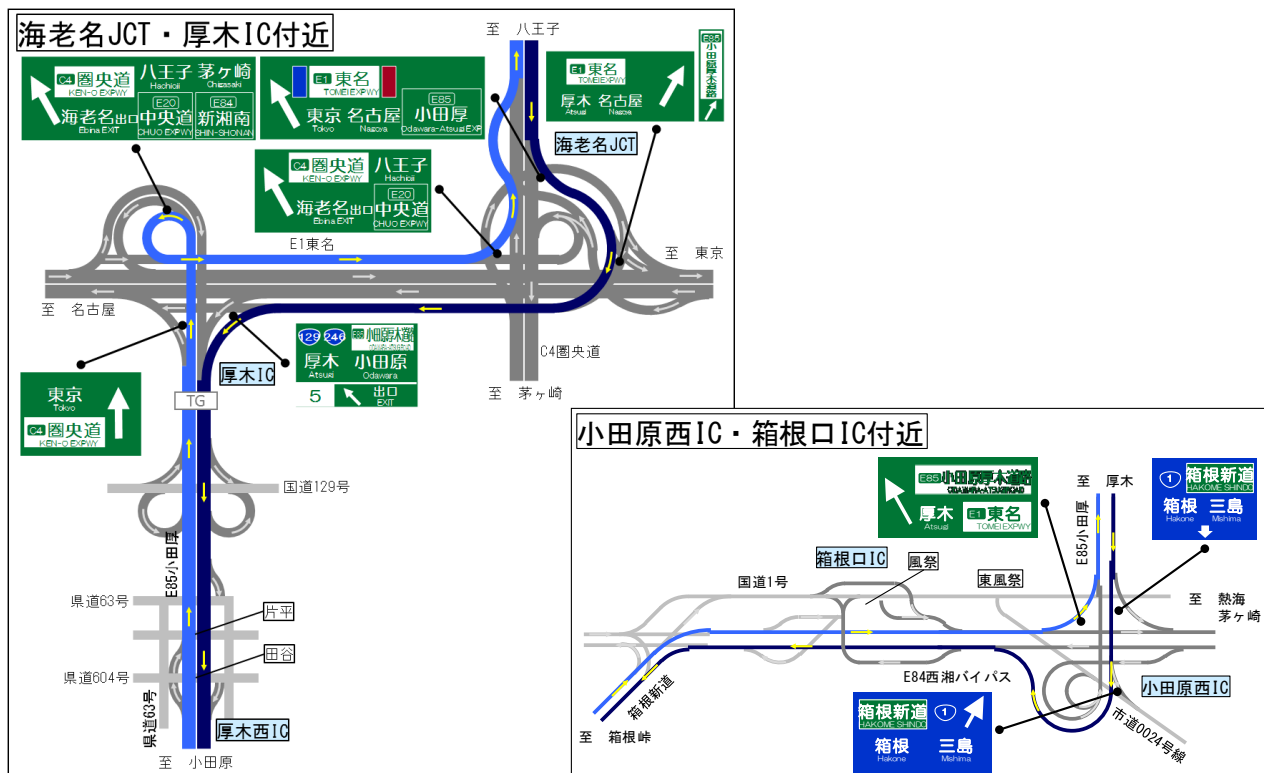 海老名JCT・厚木IC付近
至 八王子
C4 圏央道
KEN-O EXPWY
八王子 茅ヶ崎
Hachioji
Chigasaki
海老名出口
Ebina EXIT
E20
中央道
CHUO EXPWY
E84
新湘南
SHIN-SHONAN
E1 東名
TOMEI EXPWY
東京 名古屋
Tokyo Nagoya
E85
小田厚
Odawara-Atsugi EXP
E1 東名
TOMEI EXPWY
厚木 名古屋
Atsugi Nagoya
E85
小田原厚木道路
海老名JCT
C4 圏央道
KEN-O EXPWY
八王子
Hachioji
海老名出口
Ebina EXIT
E20
中央道
CHUO EXPWY
E1東名
至 東京
至 名古屋
129 246
厚木 小田原
Atsugi Odawara
5
出口
EXIT
C4圏央道
至 茅ヶ崎
厚木IC
東京
Tokyo
C4 圏央道
KEN-O EXPWY
TG
国道129号
E85小田厚
県道63号
片平
田谷
県道604号
県道63号
厚木西IC
至 小田原
小田原西IC・箱根口IC付近
E85 小田原厚木道路
厚木
Atsugi
E1 東名
TOMEI EXPWY
至 厚木
1 箱根新道
HAKONE SHINDO
箱根 三島
Hakone Mishima
E85小田厚
箱根口IC
風祭
東風祭
国道1号
至 熱海
茅ヶ崎
箱根新道
E84西湘バイパス
小田原西IC
市道0024号線
至 箱根峠
箱根新道 1
HAKOME SHINDO
箱根 三島
Hakone Mishima